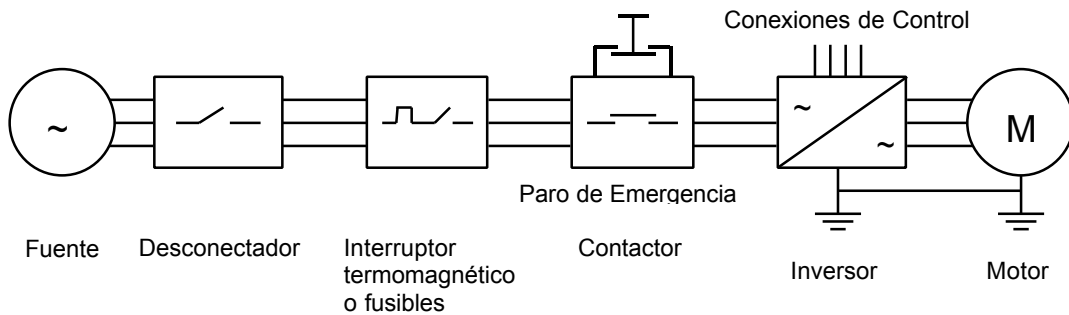 Conexiones de Control
~
~
~
M
Paro de Emergencia
Fuente
Desconectador
Interruptor
termomagnético
o fusibles
Contactor
Inversor
Motor